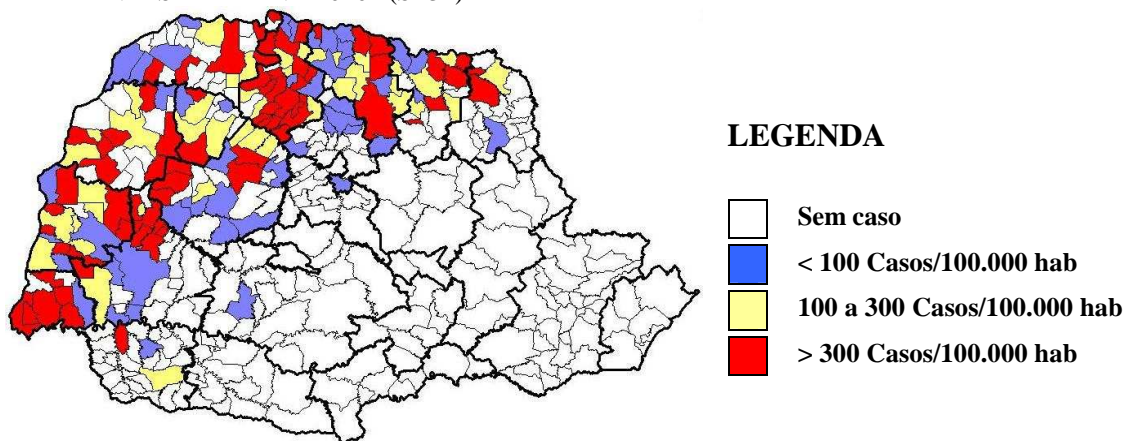 LEGENDA
Sem caso
< 100 Casos/100.000 hab
100 a 300 Casos/100.000 hab
> 300 Casos/100.000 hab